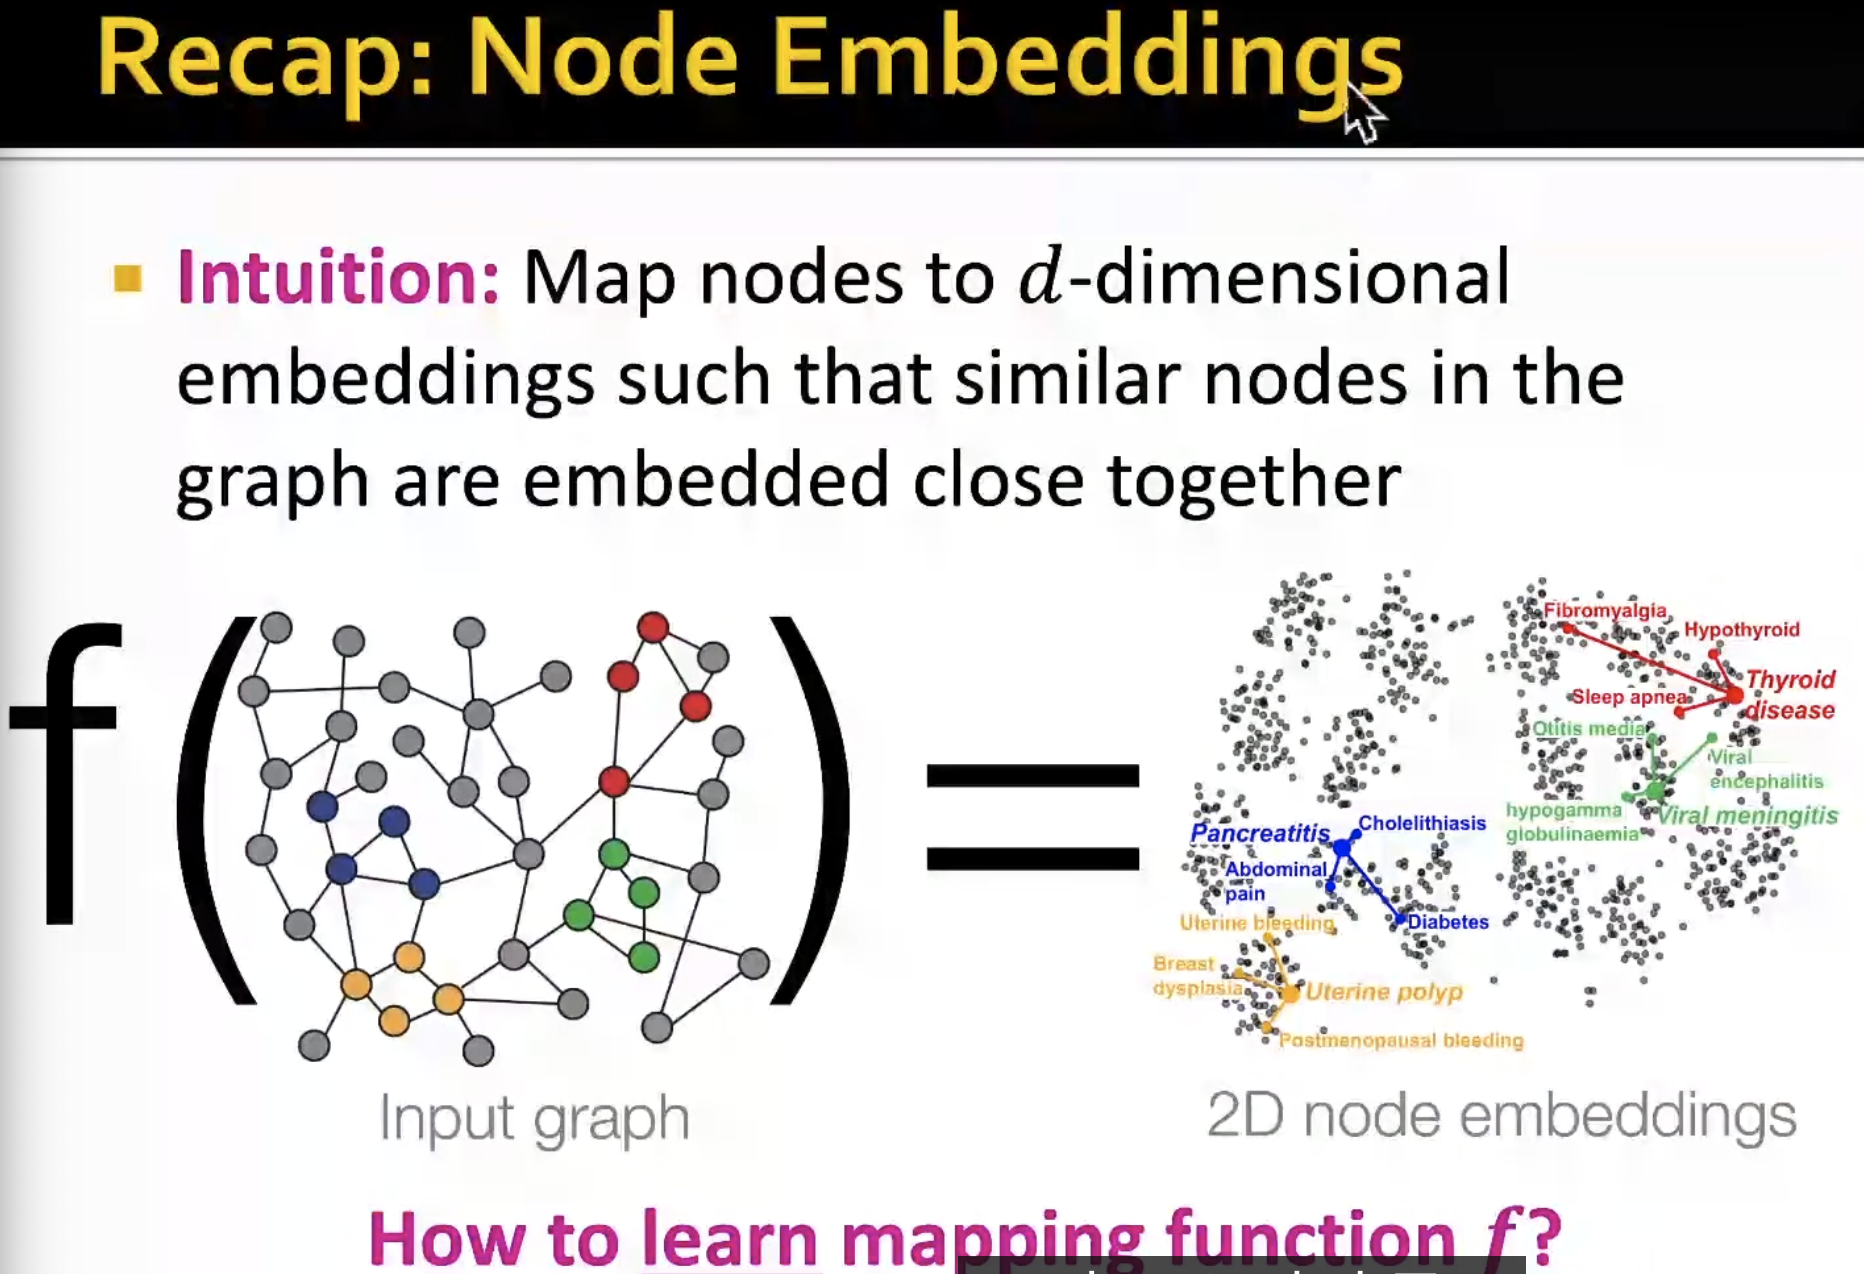 Recap: Node Embeddings
Intuition: Map nodes to d-dimensional
embeddings such that similar nodes in the
graph are embedded close together
f ( ) =
Fibromyalgia
Hypothyroid
Thyroid
disease
Sleep apnea
Otitis media
Viral
encephalitis
hypogamma
globulinaemia
Viral meningitis
Pancreatitis
Cholelithiasis
Abdominal
pain
Diabetes
Uterine bleeding
Breast
dysplasia
Uterine polyp
Postmenopausal bleeding
Input graph
2D node embeddings
How to learn mapping function f?